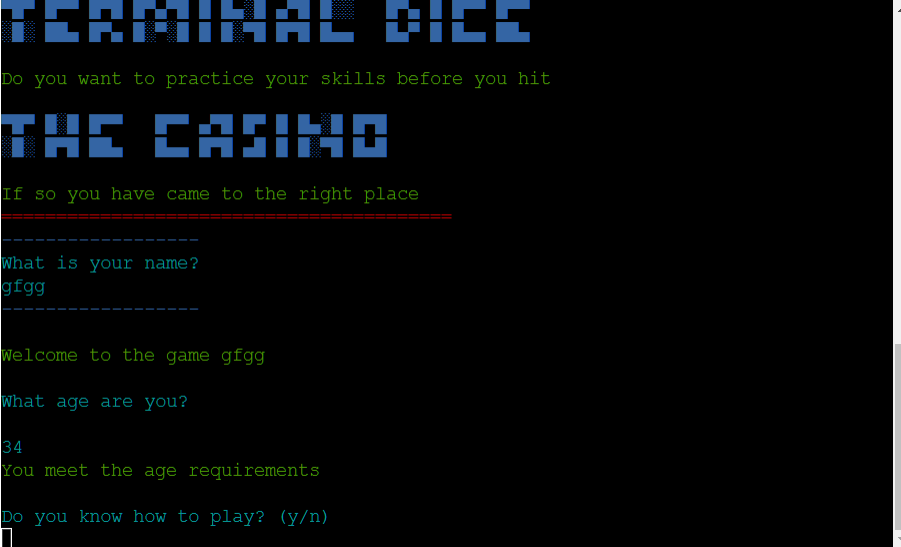 TERMINAL DICE
Do you want to practice your skills before you hit
THE CASINO
If so you have came to the right place
=========================================
------------------
What is your name?
gfgg
------------------
Welcome to the game gfgg
What age are you?
34
You meet the age requirements
Do you know how to play? (y/n)